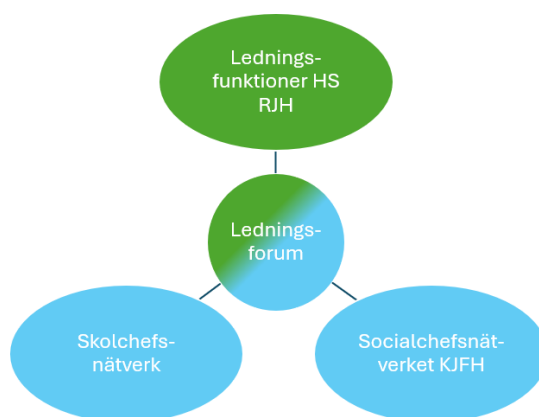 Lednings-
funktioner HS
RJH
Lednings-
forum
Skolchefs-
nätverk
Socialchefsnät-
verket KJFH